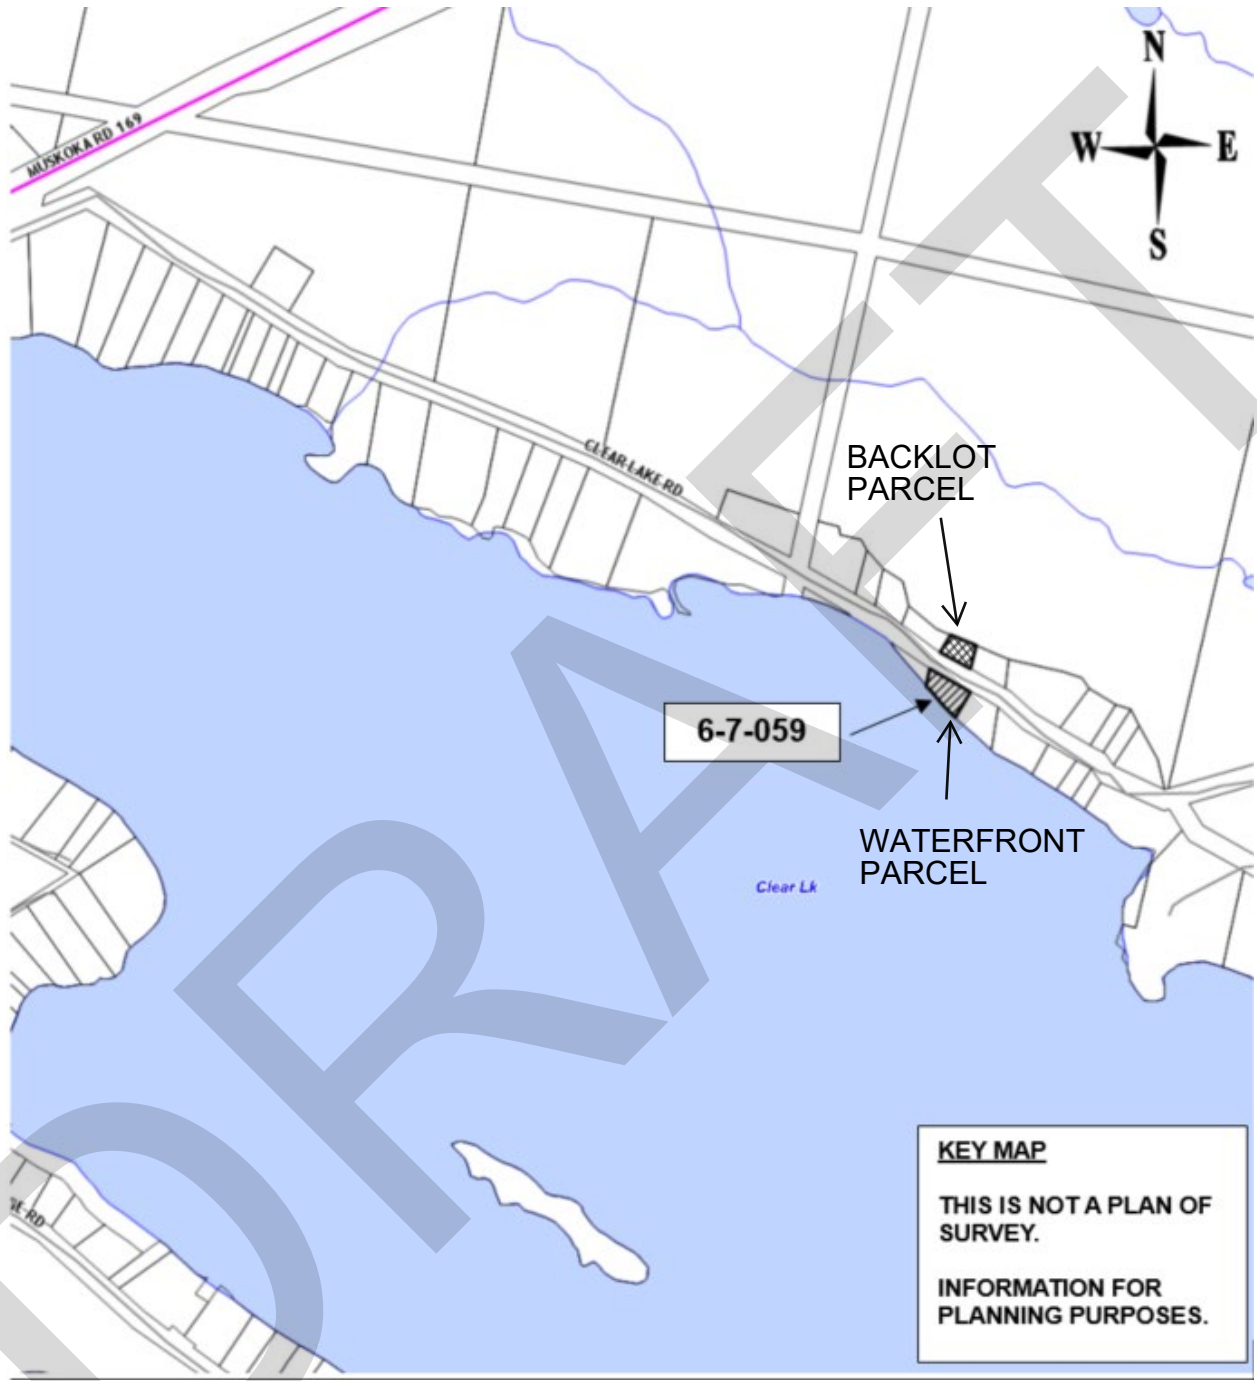 N
W E
S
MUSKOKA RD 169
CLEAR LAKE RD
BACKLOT
PARCEL
6-7-059
WATERFRONT
PARCEL
Clear Lk
KEY MAP
THIS IS NOT A PLAN OF
SURVEY.
INFORMATION FOR
PLANNING PURPOSES.
RD
DRAFT